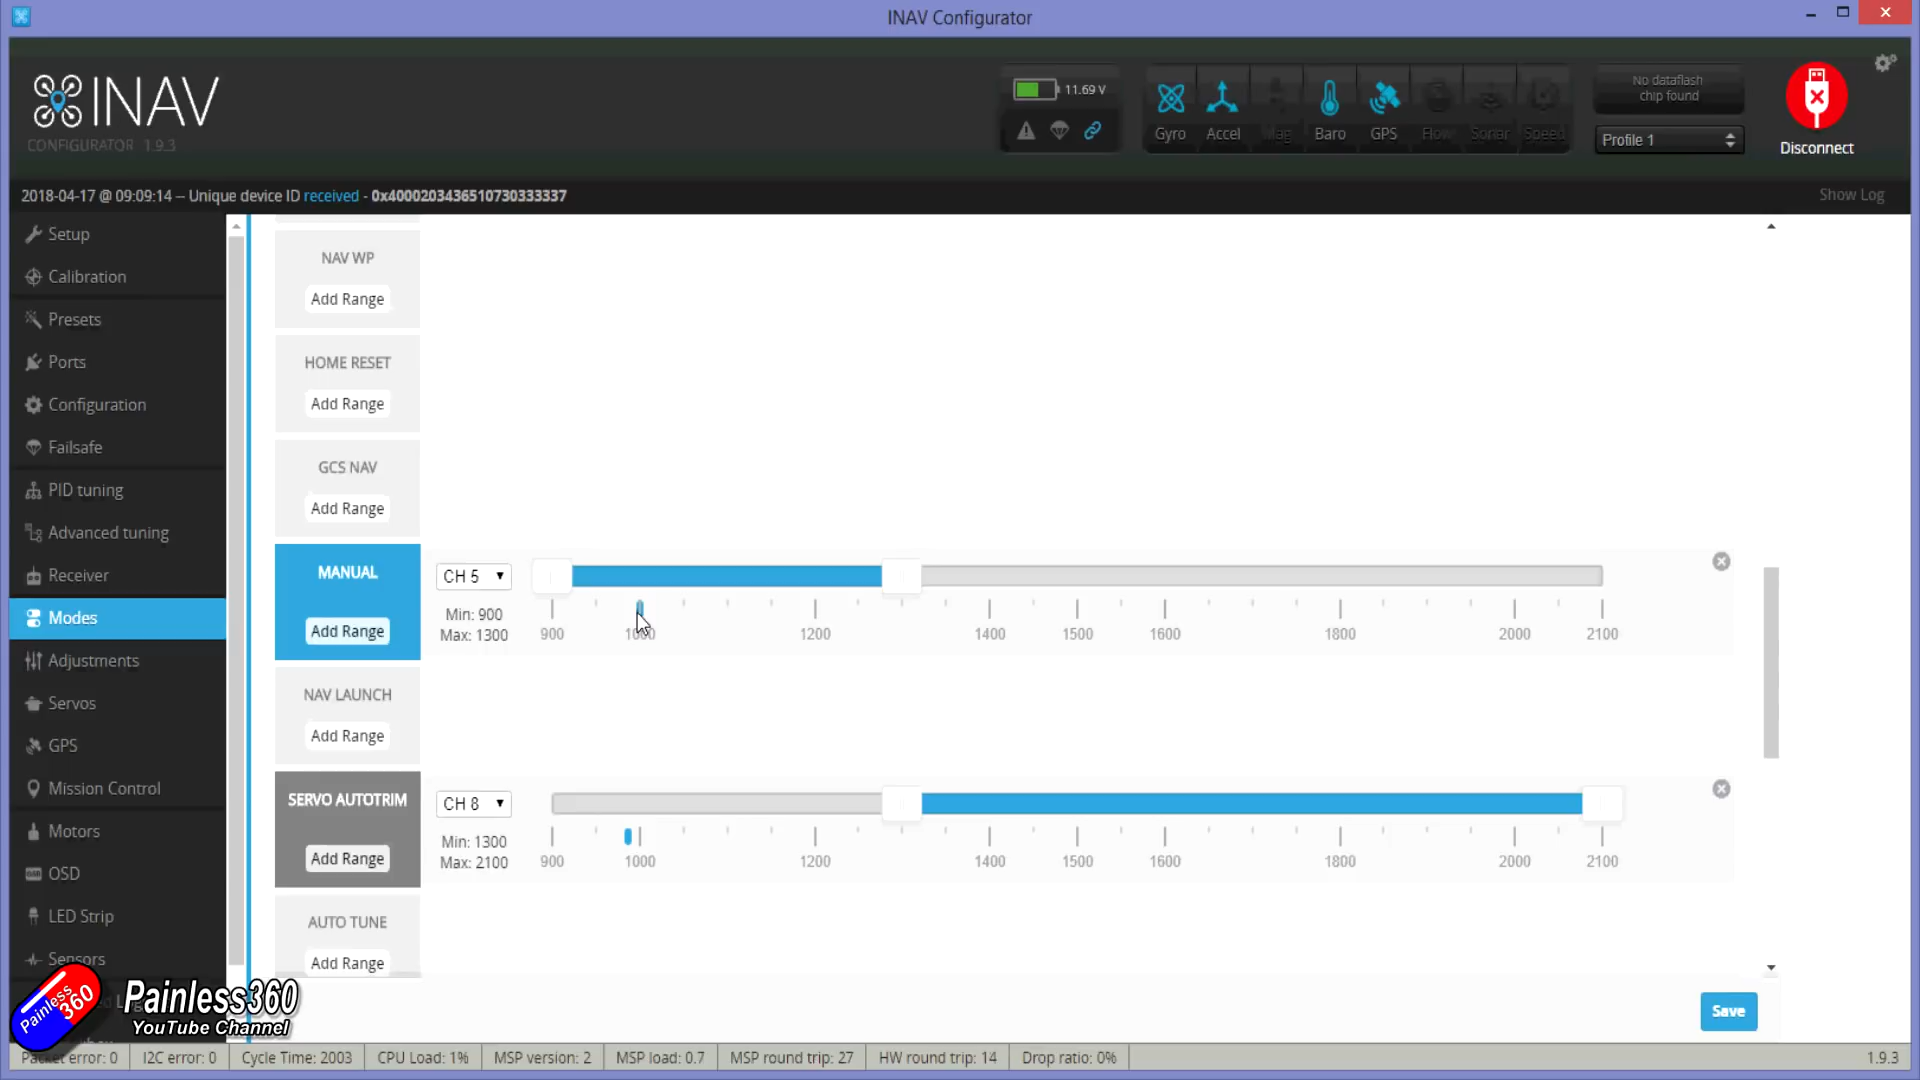 INAV Configurator
INAV
CONFIGURATOR 1.9.3
11.69 V
Gyro
Accel
Mag
Baro
GPS
Flow
Sonar
Speed
No dataflash
chip found
Profile 1
Disconnect
2018-04-17 @ 09:09:14 -- Unique device ID received - 0x4000203436510730333337
Show Log
Setup
Calibration
Presets
Ports
Configuration
Failsafe
PID tuning
Advanced tuning
Receiver
Modes
Adjustments
Servos
GPS
Mission Control
Motors
OSD
LED Strip
Sensors
NAV WP
Add Range
HOME RESET
Add Range
GCS NAV
Add Range
MANUAL
Add Range
CH 5
Min: 900
Max: 1300
900 1000 1200 1400 1500 1600 1800 2000 2100
NAV LAUNCH
Add Range
SERVO AUTOTRIM
Add Range
CH 8
Min: 1300
Max: 2100
900 1000 1200 1400 1500 1600 1800 2000 2100
AUTO TUNE
Add Range
Save
Painless
360
Painless360
YouTube Channel
Packet error: 0
I2C error: 0
Cycle Time: 2003
CPU Load: 1%
MSP version: 2
MSP load: 0.7
MSP round trip: 27
HW round trip: 14
Drop ratio: 0%
1.9.3